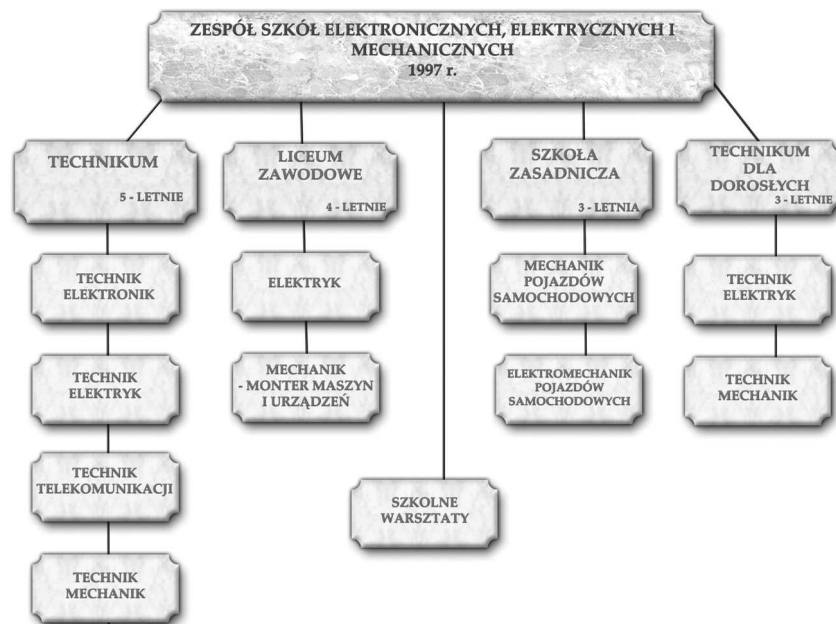 ZESPÓŁ SZKÓŁ ELEKTRONICZNYCH, ELEKTRYCZNYCH I
MECHANICZNYCH
1997 r.
TECHNIKUM
5 - LETNIE
TECHNIK
ELEKTRONIK
TECHNIK
ELEKTRYK
TECHNIK
TELEKOMUNIKACJI
TECHNIK
MECHANIK
LICEUM
ZAWODOWE
4 - LETNIE
ELEKTRYK
MECHANIK
- MONTER MASZYN
I URZĄDZEŃ
SZKOLNE
WARSZTATY
SZKOŁA
ZASADNICZA
3 - LETNIA
MECHANIK
POJAZDÓW
SAMOCHODOWYCH
ELEKTROMECHANIK
POJAZDÓW
SAMOCHODOWYCH
TECHNIKUM
DLA
DOROSŁYCH
3 - LETNIE
TECHNIK
ELEKTRYK
TECHNIK
MECHANIK